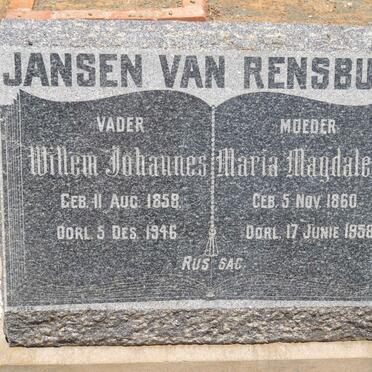 JANSEN VAN RENSBU
VADER
Willem Johannes
GEB. 11 AUG. 1858
OORL. 5 DES. 1946
MOEDER
Maria Magdale
GEB. 5 NOV. 1860
OORL. 17 JUNIE 1958
RUS SAG